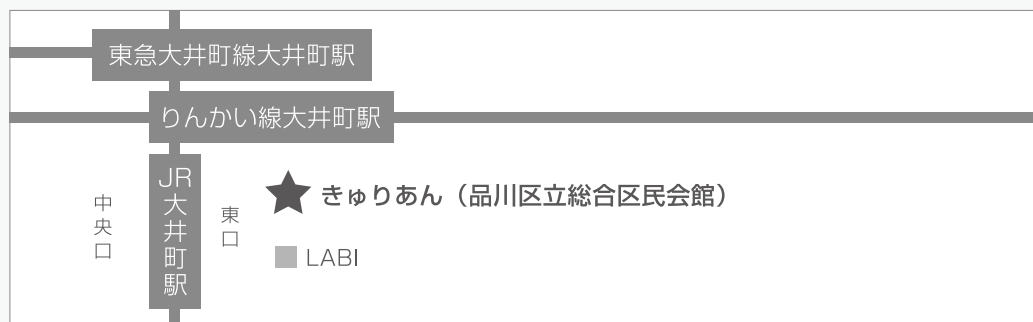 東急大井町線大井町駅
りんかい線大井町駅
JR大井町駅
中央口
東口
きゅりあん（品川区立総合区民会館）
LABI